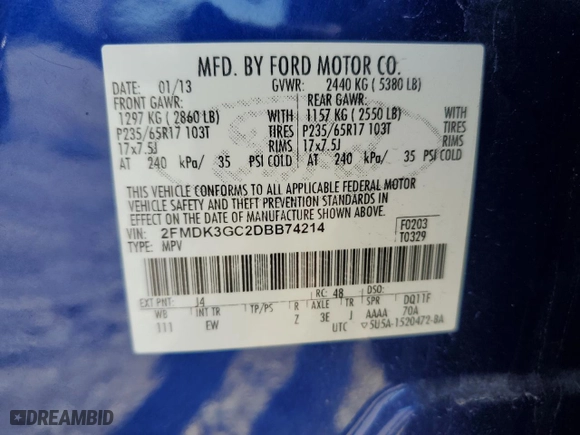 MFD. BY FORD MOTOR CO.
DATE: 01/13 GVWR: 2440 KG ( 5380 LB)
FRONT GAWR: REAR GAWR:
1297 KG ( 2860 LB) WITH 1157 KG ( 2550 LB) WITH
P235/65R17 103T TIRES P235/65R17 103T TIRES
17x7.5J RIMS 17x7.5J RIMS
AT 240 kPa/ 35 PSI COLD AT 240 kPa/ 35 PSI COLD
THIS VEHICLE CONFORMS TO ALL APPLICABLE FEDERAL MOTOR
VEHICLE SAFETY AND THEFT PREVENTION STANDARDS IN
EFFECT ON THE DATE OF MANUFACTURE SHOWN ABOVE.
VIN: 2FMDK3GC2DBB74214 F0203
TYPE: MPV T0329
EXT PNT: J4 RC: 48 DSO:
WB INT TR TP/PS R AXLE TR SPR DQ11F
111 EW Z 3E J AAAA 70A
UTC ▽5U5A-1520472-BA
DREAMBID